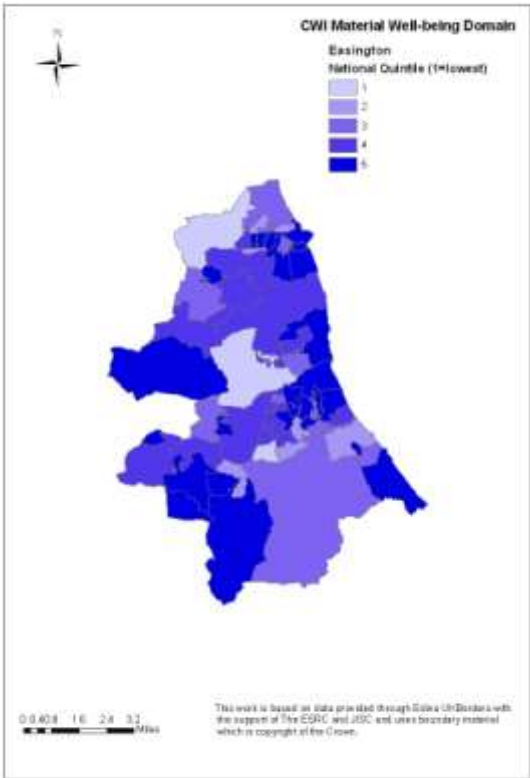 CWI Material Well-being Domain
N
Easington
National Quintile (1=lowest)
1
2
3
4
5
0 0.40.8 1.6 2.4 3.2
Miles
This work is based on data provided through Edina UKBorders with
the support of The ESRC and JISC and uses boundary material
which is copyright of the Crown.